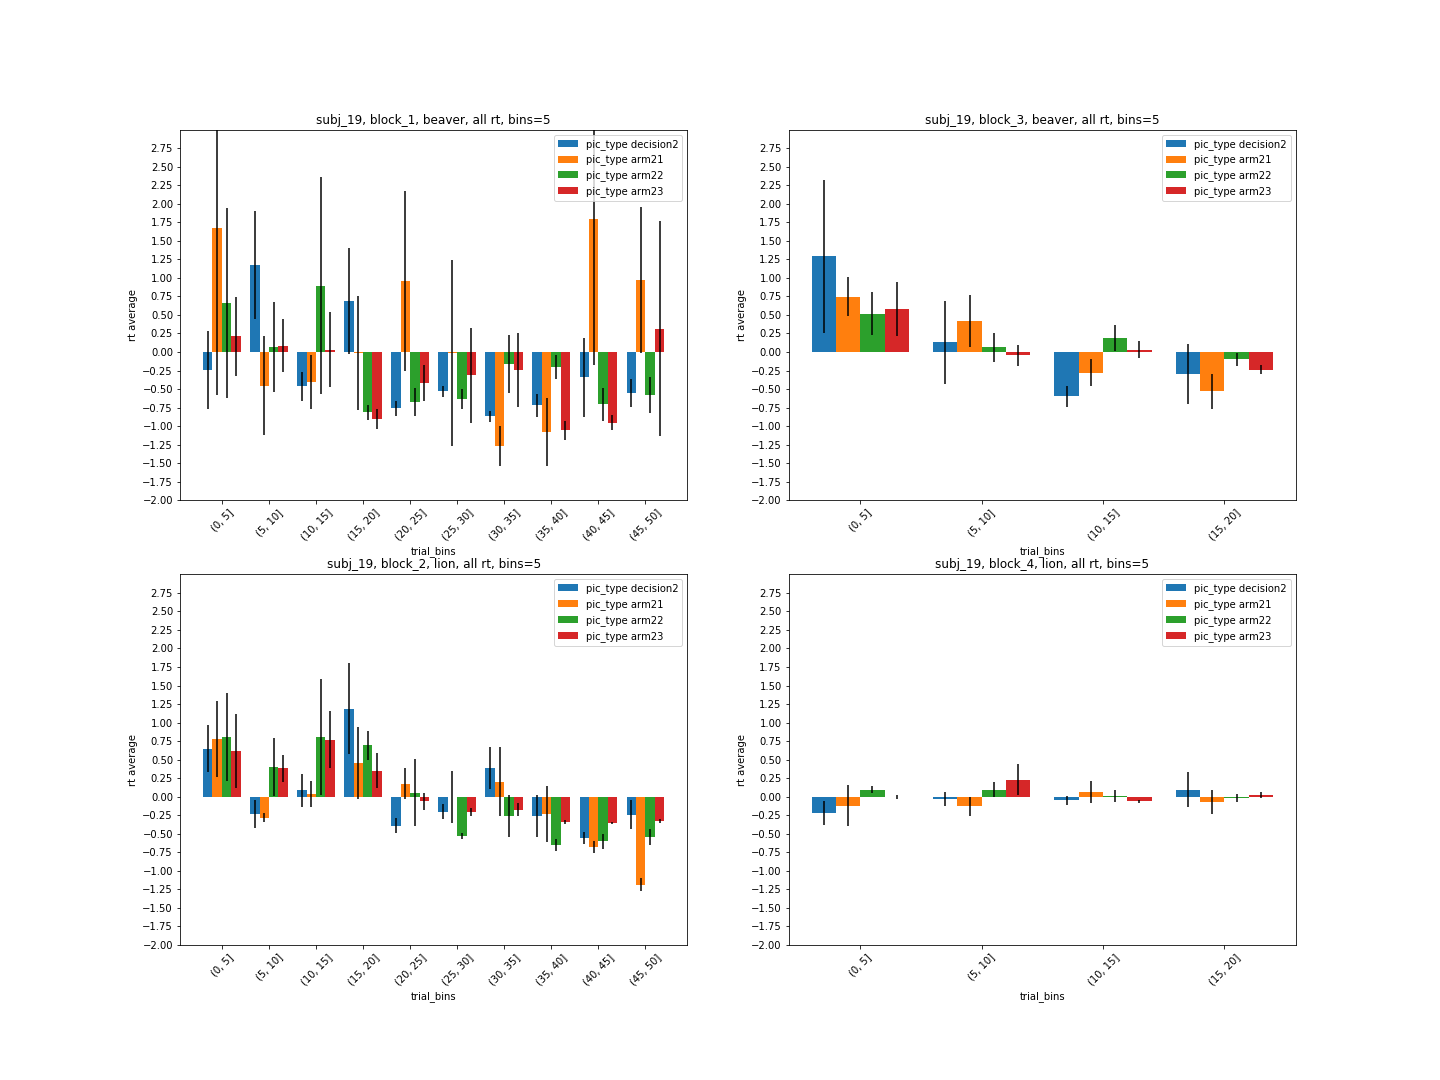 subj_19, block_1, beaver, all rt, bins=5
pic_type decision2
pic_type arm21
pic_type arm22
pic_type arm23
rt average
2.75
2.50
2.25
2.00
1.75
1.50
1.25
1.00
0.75
0.50
0.25
0.00
−0.25
−0.50
−0.75
−1.00
−1.25
−1.50
−1.75
−2.00
(0, 5] (5, 10] (10, 15] (15, 20] (20, 25] (25, 30] (30, 35] (35, 40] (40, 45] (45, 50]
trial_bins
subj_19, block_3, beaver, all rt, bins=5
pic_type decision2
pic_type arm21
pic_type arm22
pic_type arm23
rt average
2.75
2.50
2.25
2.00
1.75
1.50
1.25
1.00
0.75
0.50
0.25
0.00
−0.25
−0.50
−0.75
−1.00
−1.25
−1.50
−1.75
−2.00
(0, 5] (5, 10] (10, 15] (15, 20]
trial_bins
subj_19, block_2, lion, all rt, bins=5
pic_type decision2
pic_type arm21
pic_type arm22
pic_type arm23
rt average
2.75
2.50
2.25
2.00
1.75
1.50
1.25
1.00
0.75
0.50
0.25
0.00
−0.25
−0.50
−0.75
−1.00
−1.25
−1.50
−1.75
−2.00
(0, 5] (5, 10] (10, 15] (15, 20] (20, 25] (25, 30] (30, 35] (35, 40] (40, 45] (45, 50]
trial_bins
subj_19, block_4, lion, all rt, bins=5
pic_type decision2
pic_type arm21
pic_type arm22
pic_type arm23
rt average
2.75
2.50
2.25
2.00
1.75
1.50
1.25
1.00
0.75
0.50
0.25
0.00
−0.25
−0.50
−0.75
−1.00
−1.25
−1.50
−1.75
−2.00
(0, 5] (5, 10] (10, 15] (15, 20]
trial_bins